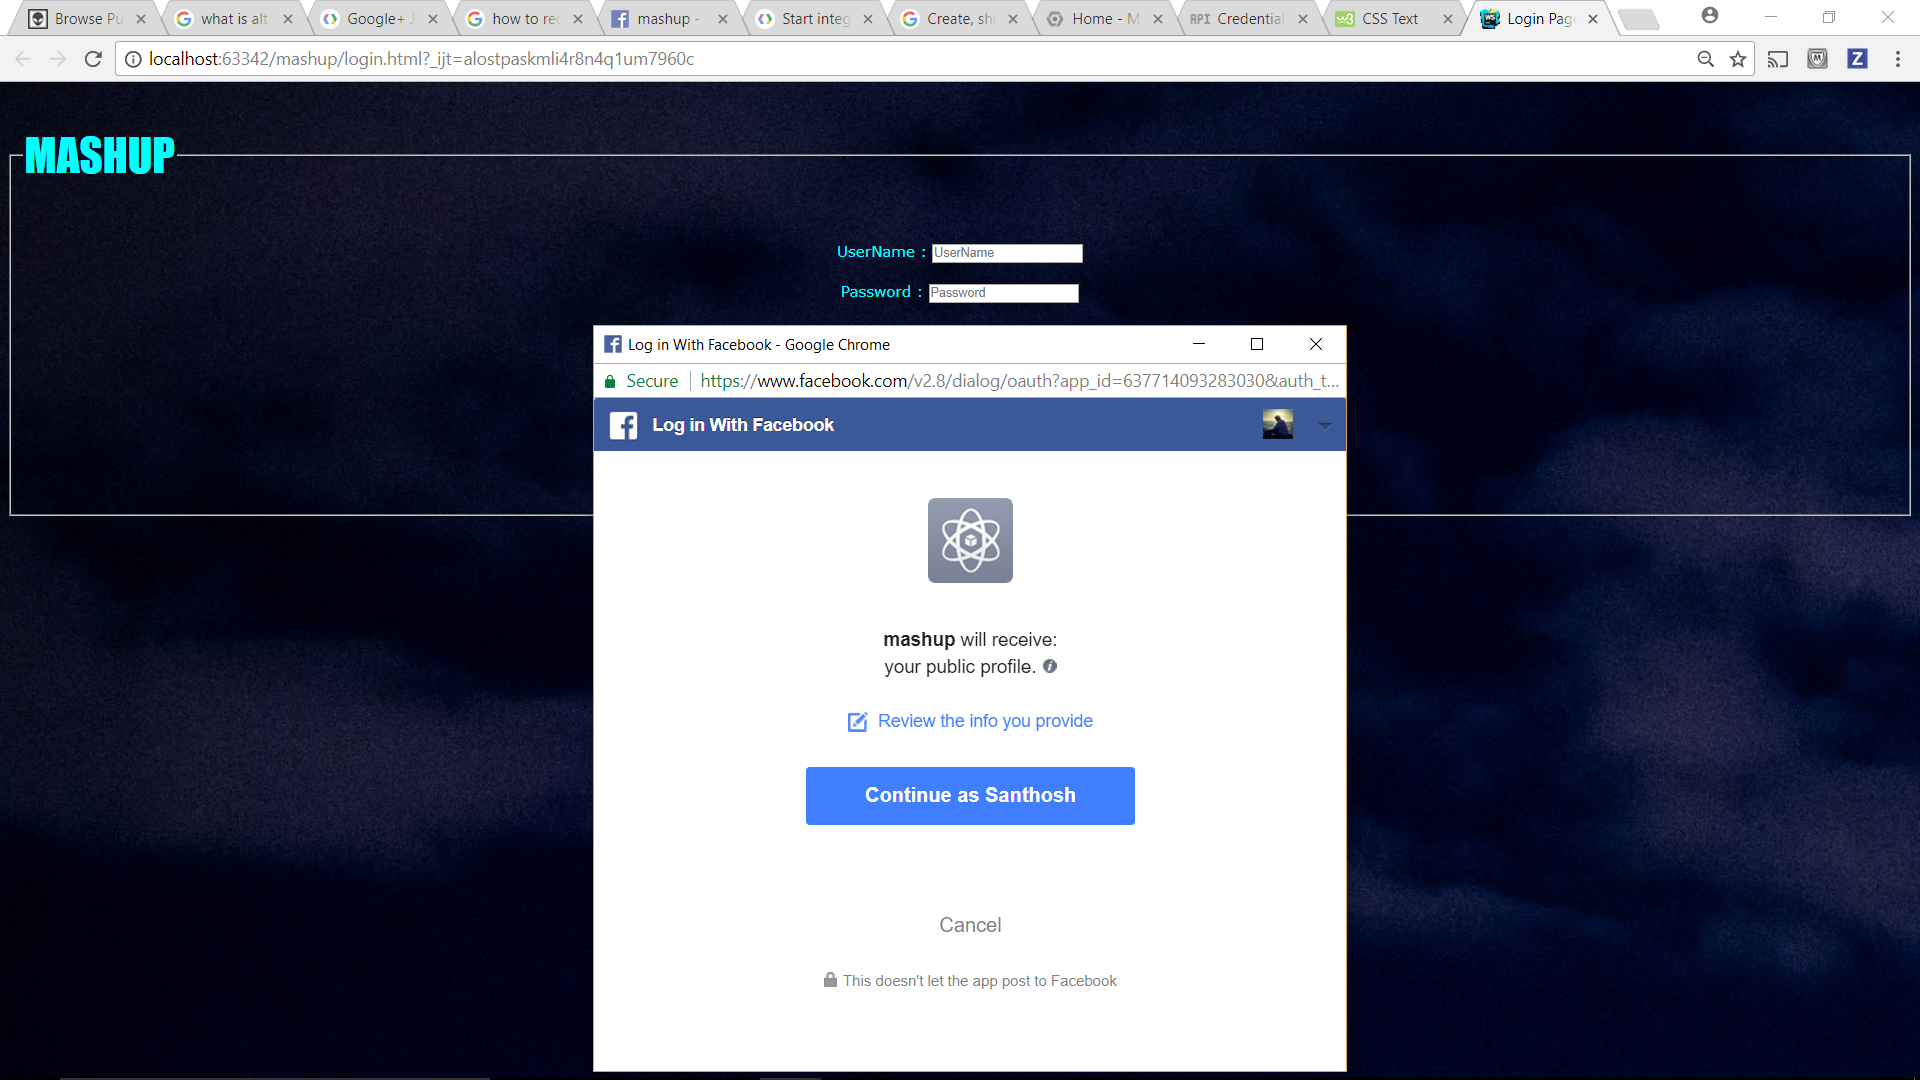 Browse Pu
what is alt
Google+ J
how to rec
mashup -
Start integ
Create, sh
Home - M
API Credential
CSS Text
Login Page
localhost:63342/mashup/login.html?_ijt=alostpaskmli4r8n4q1um7960c
MASHUP
UserName : UserName
Password : Password
Log in With Facebook - Google Chrome
Secure https://www.facebook.com/v2.8/dialog/oauth?app_id=637714093283030&auth_t...
Log in With Facebook
mashup will receive:
your public profile.
Review the info you provide
Continue as Santhosh
Cancel
This doesn't let the app post to Facebook